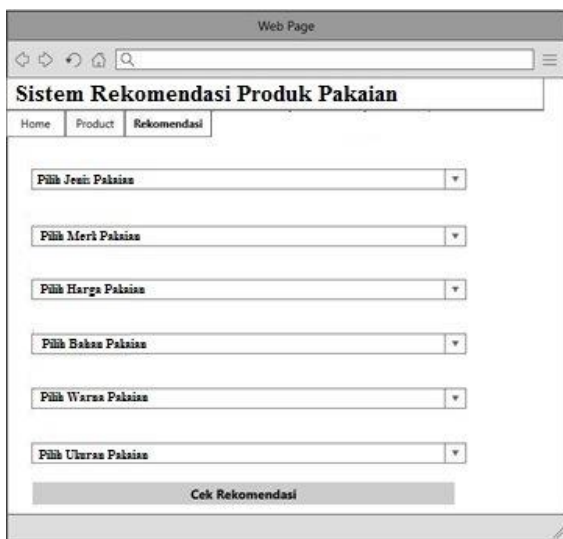 Web Page
Sistem Rekomendasi Produk Pakaian
Home Product Rekomendasi
Pilih Jenis Pakaian
Pilih Merk Pakaian
Pilih Harga Pakaian
Pilih Bahan Pakaian
Pilih Warna Pakaian
Pilih Ukuran Pakaian
Cek Rekomendasi